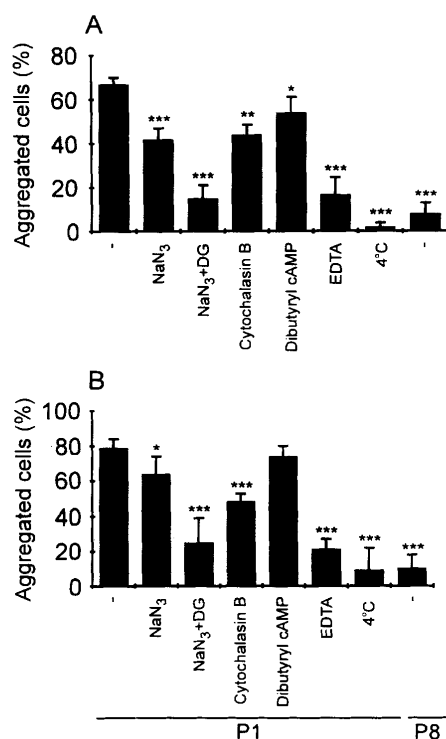 A
Aggregated cells (%)
80
60
40
20
0
***
***
**
*
***
***
***
-
NaN₃
NaN₃+DG
Cytochalasin B
Dibutyryl cAMP
EDTA
4°C
-
B
Aggregated cells (%)
100
80
60
40
20
0
*
***
***
***
***
***
-
NaN₃
NaN₃+DG
Cytochalasin B
Dibutyryl cAMP
EDTA
4°C
-
P1 P8